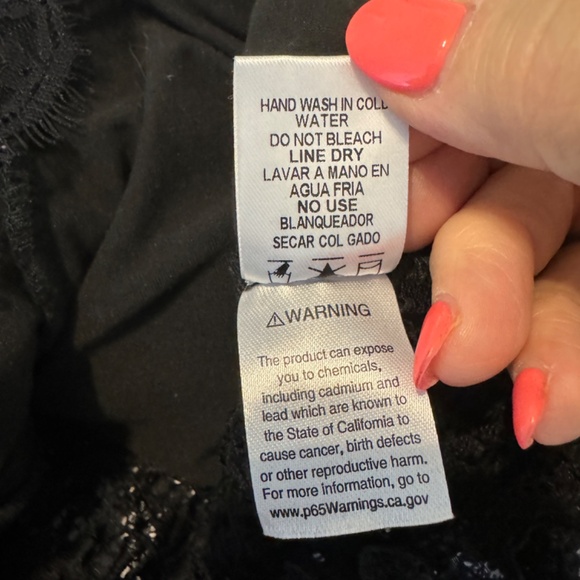 HAND WASH IN COLD
WATER
DO NOT BLEACH
LINE DRY
LAVAR A MANO EN
AGUA FRIA
NO USE
BLANQUEADOR
SECAR COL GADO
⚠WARNING
The product can expose
you to chemicals,
including cadmium and
lead which are known to
the State of California to
cause cancer, birth defects
or other reproductive harm.
For more information, go to
www.p65Warnings.ca.gov